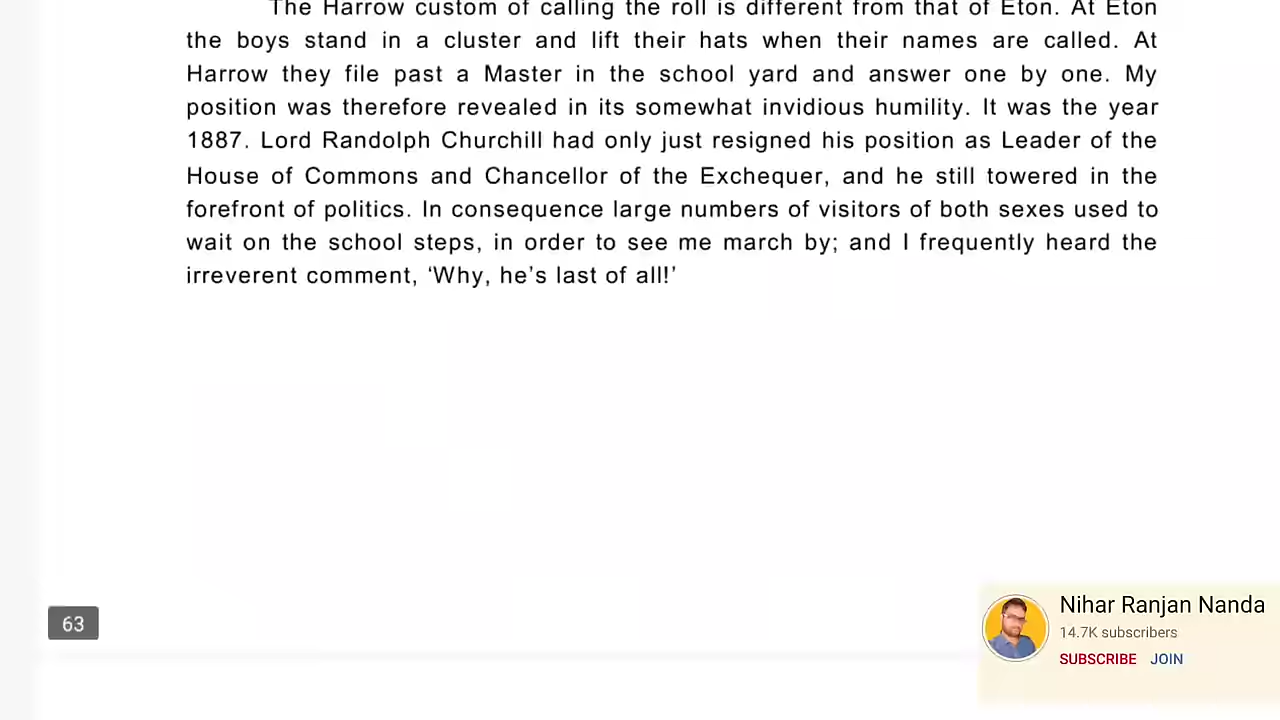 The Harrow custom of calling the roll is different from that of Eton. At Eton
the boys stand in a cluster and lift their hats when their names are called. At
Harrow they file past a Master in the school yard and answer one by one. My
position was therefore revealed in its somewhat invidious humility. It was the year
1887. Lord Randolph Churchill had only just resigned his position as Leader of the
House of Commons and Chancellor of the Exchequer, and he still towered in the
forefront of politics. In consequence large numbers of visitors of both sexes used to
wait on the school steps, in order to see me march by; and I frequently heard the
irreverent comment, ‘Why, he’s last of all!’
63
Nihar Ranjan Nanda
14.7K subscribers
SUBSCRIBE JOIN